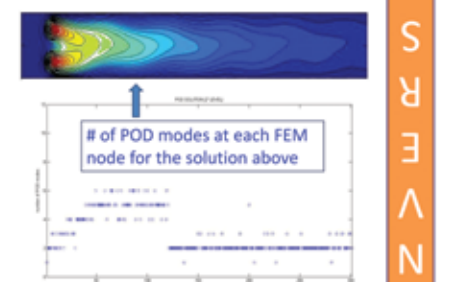 # of POD modes at each FEM
node for the solution above
N
V
E
R
S